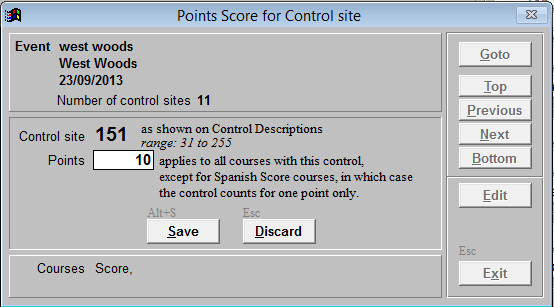 Points Score for Control site
Event west woods
West Woods
23/09/2013
Number of control sites 11
Control site 151 as shown on Control Descriptions
range: 31 to 255
Points 10 applies to all courses with this control,
except for Spanish Score courses, in which case
the control counts for one point only.
Alt+S Esc
Save Discard
Courses Score,
Goto
Top
Previous
Next
Bottom
Edit
Esc
Exit